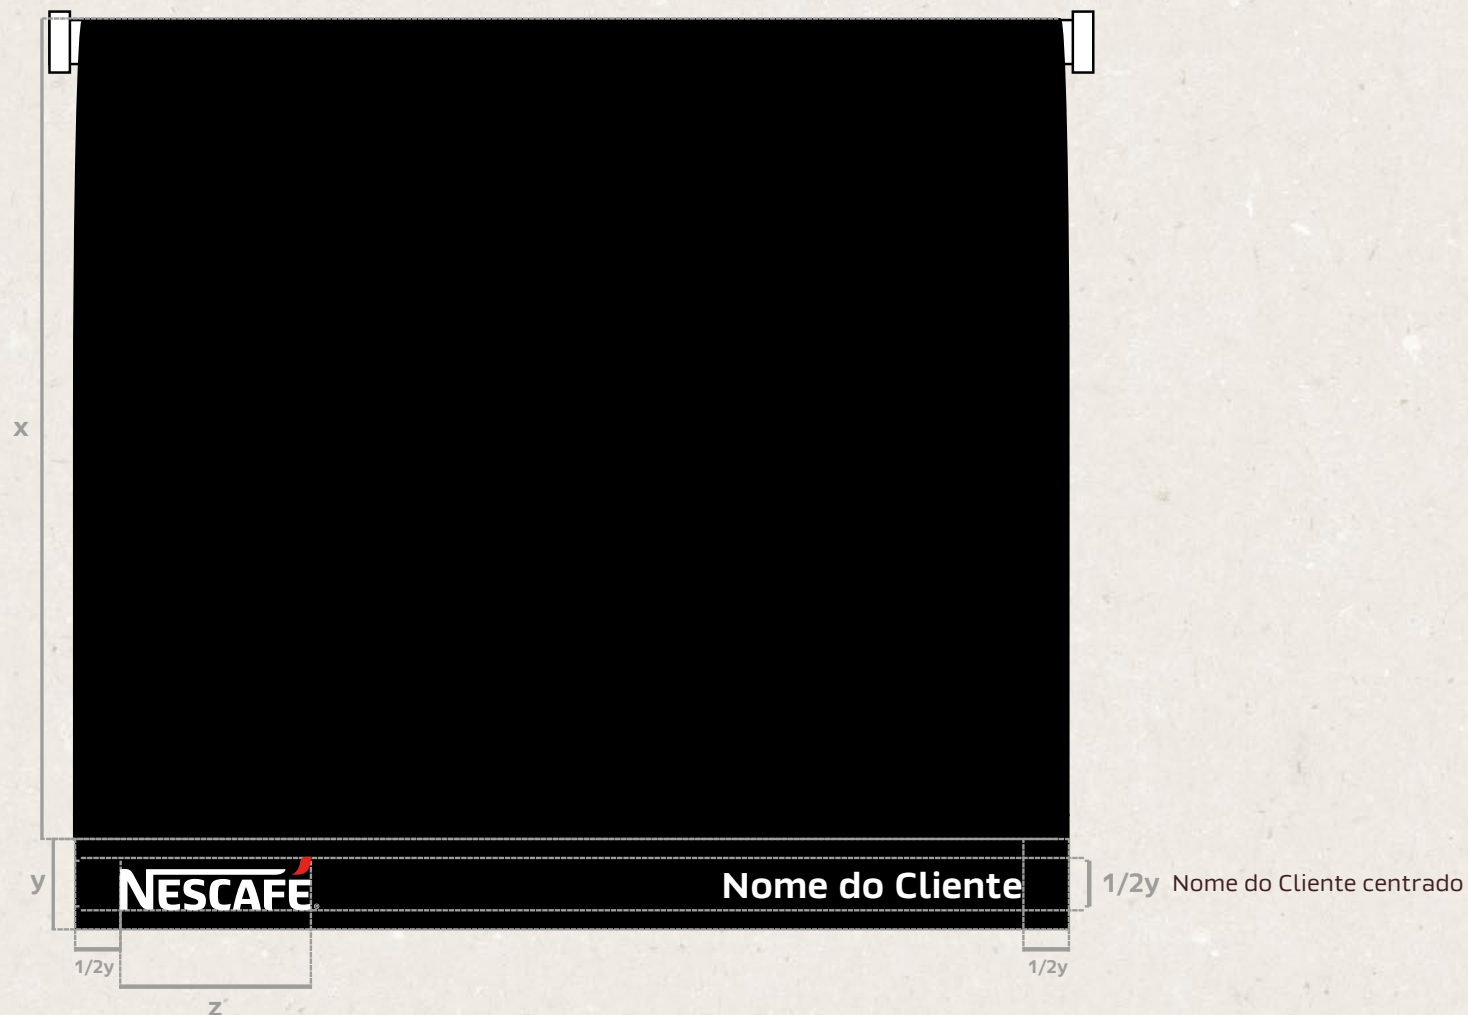 x
y
NESCAFÉ®
Nome do Cliente
1/2y
Nome do Cliente centrado
1/2y
1/2y
z´